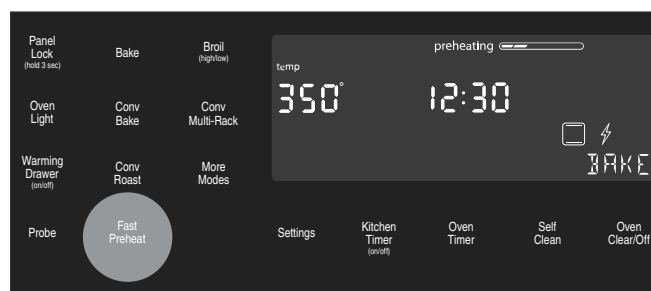 Panel
Lock
(hold 3 sec)
Bake
Broil
(high/low)
Oven
Light
Conv
Bake
Conv
Multi-Rack
Warming
Drawer
(on/off)
Conv
Roast
More
Modes
Probe
Fast
Preheat
preheating
temp
350°
12:30
BAKE
Settings
Kitchen
Timer
(on/off)
Oven
Timer
Self
Clean
Oven
Clear/Off